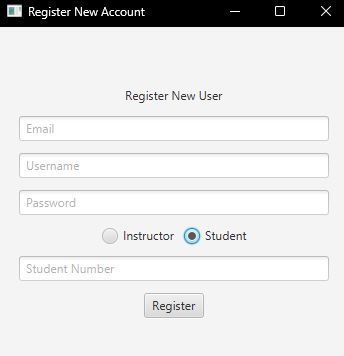 Register New Account
Register New User
Email
Username
Password
Instructor Student
Student Number
Register